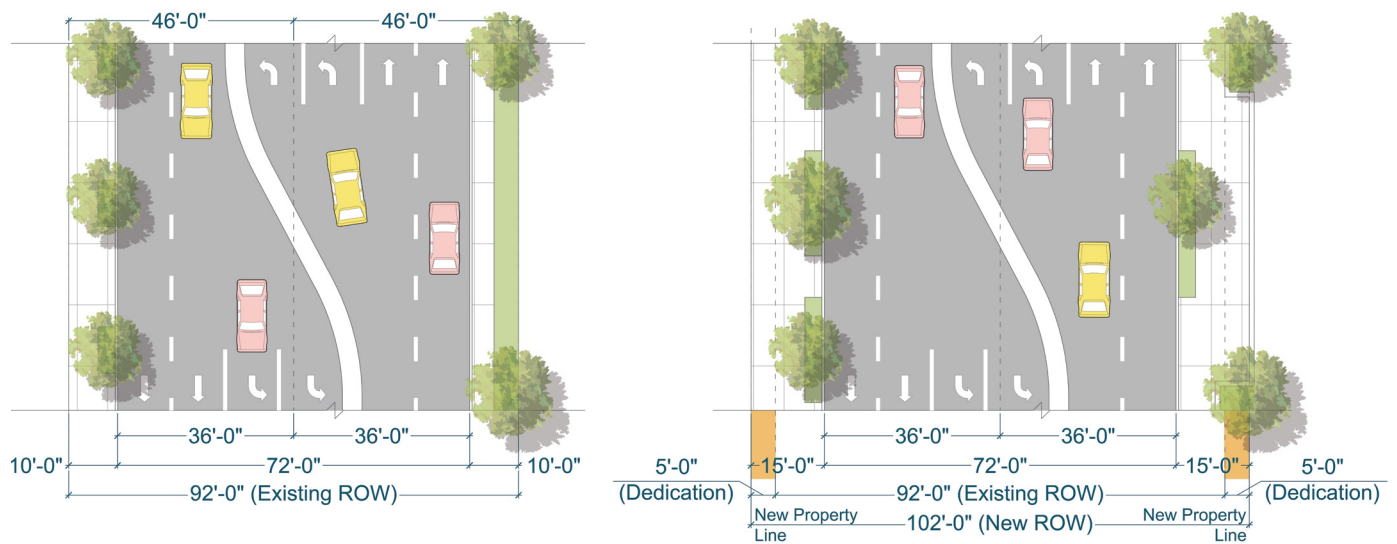 46'-0" 46'-0"
36'-0" 36'-0"
10'-0" 72'-0" 10'-0"
92'-0" (Existing ROW)
36'-0" 36'-0"
5'-0" 15'-0" 72'-0" 15'-0" 5'-0"
(Dedication) 92'-0" (Existing ROW) (Dedication)
New Property 102'-0" (New ROW) New Property
Line Line